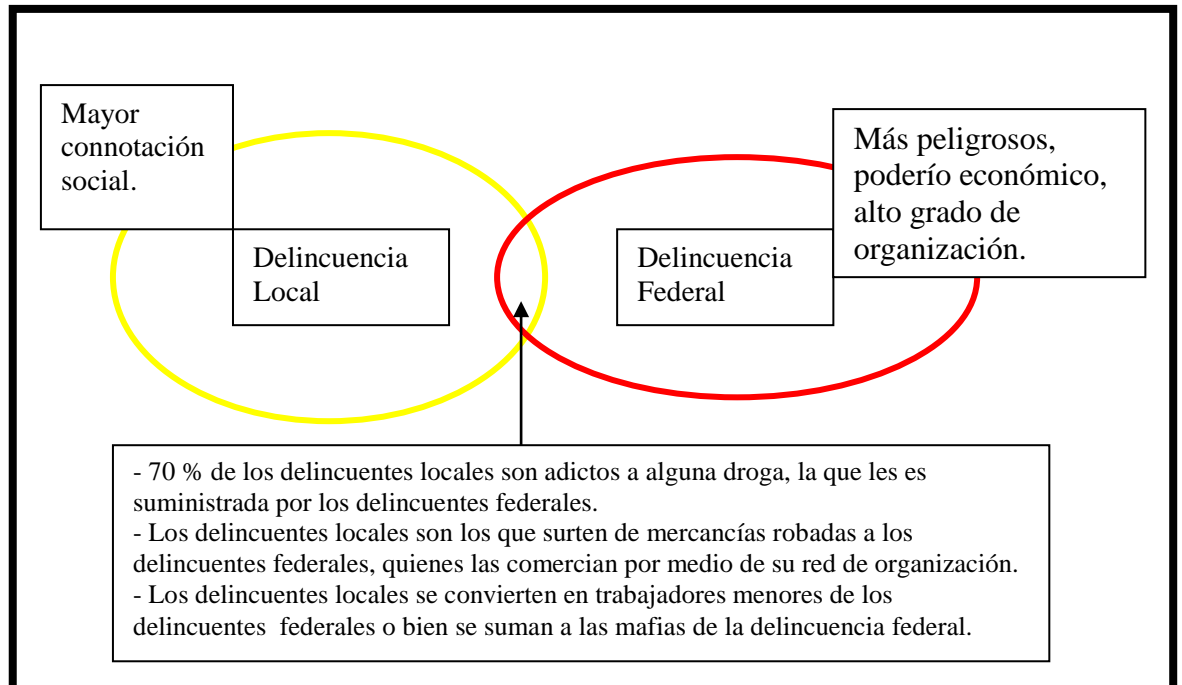 Mayor
connotación
social.
Delincuencia
Local
Delincuencia
Federal
Más peligrosos,
poderío económico,
alto grado de
organización.
- 70 % de los delincuentes locales son adictos a alguna droga, la que les es
suministrada por los delincuentes federales.
- Los delincuentes locales son los que surten de mercancías robadas a los
delincuentes federales, quienes las comercian por medio de su red de organización.
- Los delincuentes locales se convierten en trabajadores menores de los
delincuentes  federales o bien se suman a las mafias de la delincuencia federal.